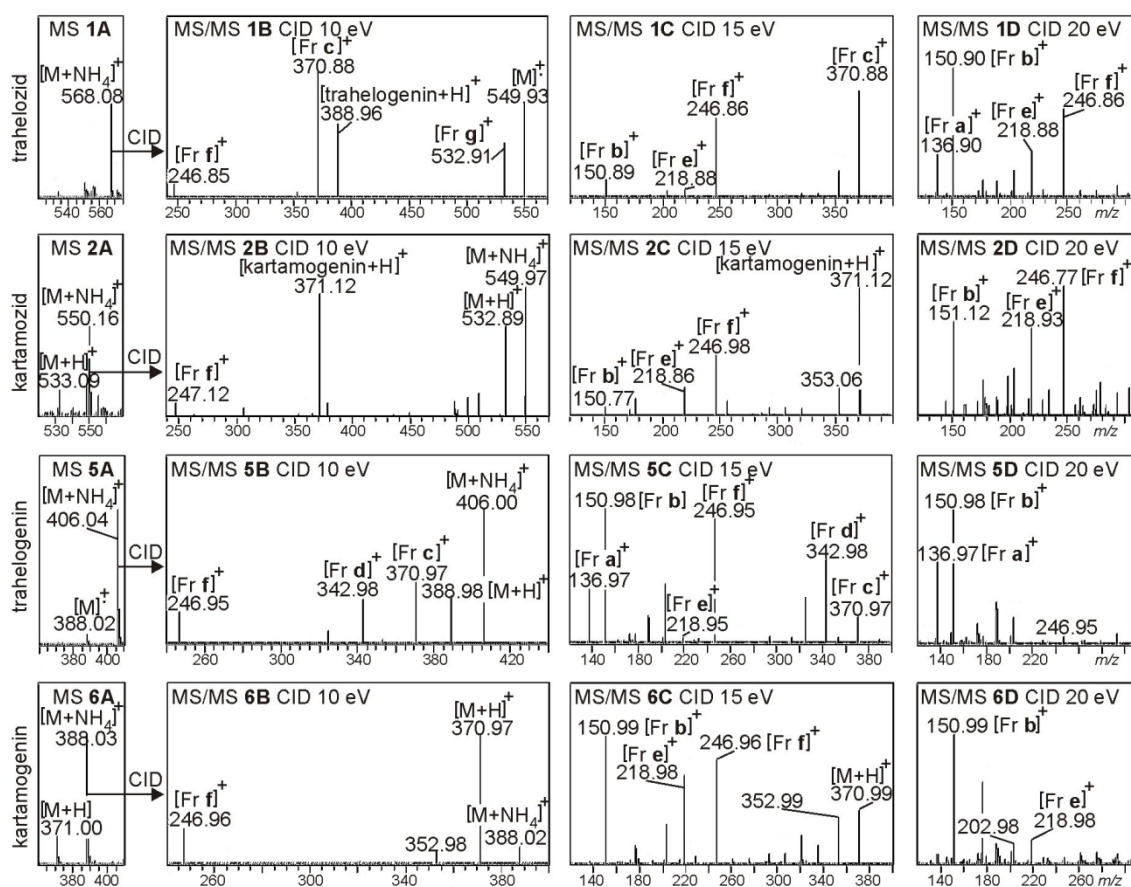 trahelozid
MS 1A
[M+NH₄]⁺
568.08
540 560
CID
MS/MS 1B CID 10 eV
[Fr c]⁺
370.88
[M]⁺˙
549.93
[trahelogenin+H]⁺
388.96
[Fr g]⁺
532.91
[Fr f]⁺
246.85
250 300 350 400 450 500 550
MS/MS 1C CID 15 eV
[Fr c]⁺
370.88
[Fr f]⁺
246.86
[Fr b]⁺
150.89
[Fr e]⁺
218.88
150 200 250 300 350
MS/MS 1D CID 20 eV
150.90 [Fr b]⁺
[Fr f]⁺
246.86
[Fr e]⁺
218.88
[Fr a]⁺
136.90
150 200 250 m/z
kartamozid
MS 2A
[M+NH₄]⁺
550.16
[M+H]⁺
533.09
530 550
CID
MS/MS 2B CID 10 eV
[kartamogenin+H]⁺
371.12
[M+NH₄]⁺
549.97
[M+H]⁺
532.89
[Fr f]⁺
247.12
250 300 350 400 450 500 550
MS/MS 2C CID 15 eV
[kartamogenin+H]⁺
371.12
[Fr f]⁺
246.98
[Fr e]⁺
218.86
[Fr b]⁺
150.77
353.06
150 200 250 300 350
MS/MS 2D CID 20 eV
246.77 [Fr f]⁺
[Fr b]⁺
151.12
[Fr e]⁺
218.93
150 200 250 m/z
trahelogenin
MS 5A
[M+NH₄]⁺
406.04
[M]⁺˙
388.02
380 400
CID
MS/MS 5B CID 10 eV
[M+NH₄]⁺
406.00
[Fr c]⁺
370.97
[Fr d]⁺
342.98
388.98 [M+H]⁺
[Fr f]⁺
246.95
260 280 300 320 340 360 380 400 420
MS/MS 5C CID 15 eV
150.98 [Fr b]
[Fr f]⁺
246.95
[Fr d]⁺
342.98
[Fr a]⁺
136.97
[Fr e]⁺
218.95
[Fr c]⁺
370.97
140 180 220 260 300 340 380
MS/MS 5D CID 20 eV
150.98 [Fr b]⁺
136.97 [Fr a]⁺
246.95
140 180 220 m/z
kartamogenin
MS 6A
[M+NH₄]⁺
388.03
[M+H]
371.00
380 400
CID
MS/MS 6B CID 10 eV
[M+H]⁺
370.97
[Fr f]⁺
246.96
352.98
[M+NH₄]⁺
388.02
260 280 300 320 340 360 380
MS/MS 6C CID 15 eV
150.99 [Fr b]⁺
[Fr e]⁺
218.98
246.96 [Fr f]⁺
[M+H]⁺
370.99
352.99
140 180 220 260 300 340 380
MS/MS 6D CID 20 eV
150.99 [Fr b]⁺
[Fr e]⁺
202.98 218.98
140 180 220 m/z